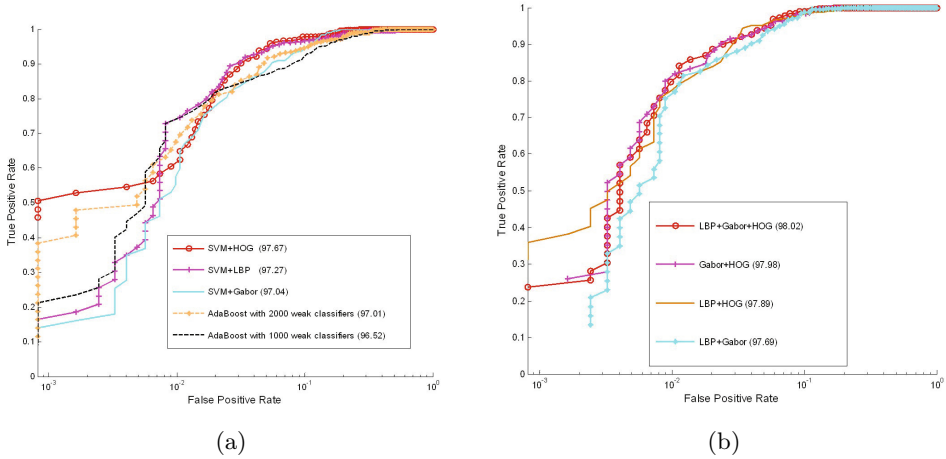 1
0.9
0.8
0.7
0.6
0.5
0.4
0.3
0.2
0.1
0
True Positive Rate
SVM+HOG (97.67)
SVM+LBP (97.27)
SVM+Gabor (97.04)
AdaBoost with 2000 weak classifiers (97.01)
AdaBoost with 1000 weak classifiers (96.52)
10^-3 10^-2 10^-1 10^0
False Positive Rate
(a)
1
0.9
0.8
0.7
0.6
0.5
0.4
0.3
0.2
0.1
0
True Positive Rate
LBP+Gabor+HOG (98.02)
Gabor+HOG (97.98)
LBP+HOG (97.89)
LBP+Gabor (97.69)
10^-3 10^-2 10^-1 10^0
False Positive Rate
(b)